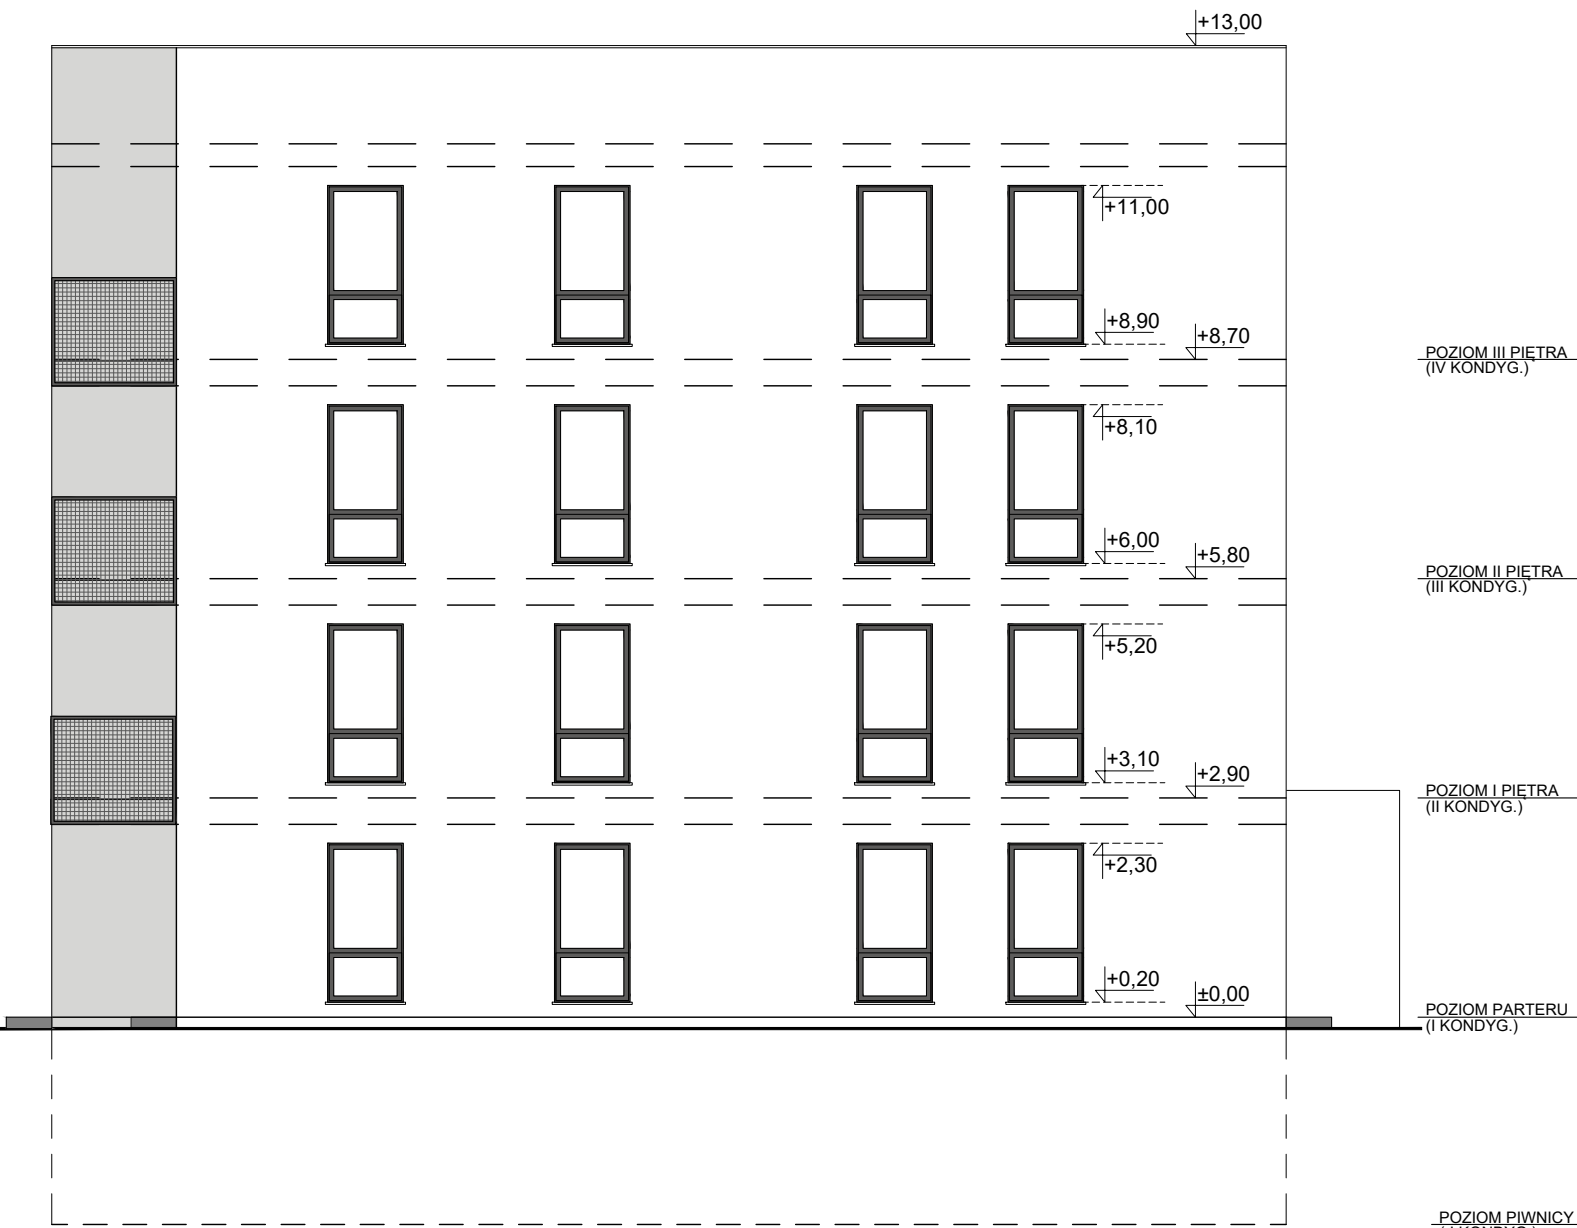 +13,00
+11,00
+8,90
+8,70
POZIOM III PIĘTRA
(IV KONDYG.)
+8,10
+6,00
+5,80
POZIOM II PIĘTRA
(III KONDYG.)
+5,20
+3,10
+2,90
POZIOM I PIĘTRA
(II KONDYG.)
+2,30
+0,20
±0,00
POZIOM PARTERU
(I KONDYG.)
POZIOM PIWNICY